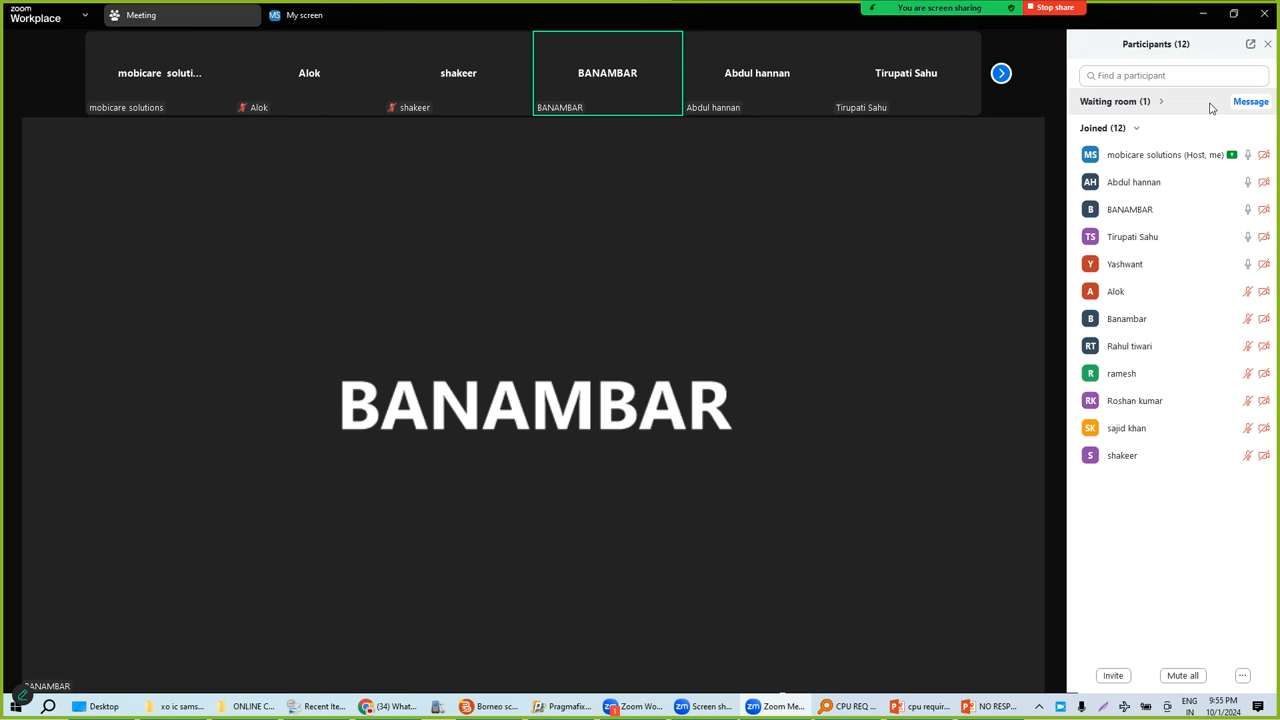 zoom
Workplace
Meeting
MS My screen
You are screen sharing
Stop share
mobicare soluti...
Alok
shakeer
BANAMBAR
Abdul hannan
Tirupati Sahu
mobicare solutions
Alok
shakeer
BANAMBAR
Abdul hannan
Tirupati Sahu
BANAMBAR
BANAMBAR
Participants (12)
Find a participant
Waiting room (1)
Message
Joined (12)
MS mobicare solutions (Host, me)
AH Abdul hannan
B BANAMBAR
TS Tirupati Sahu
Y Yashwant
A Alok
B Banambar
RT Rahul tiwari
R ramesh
RK Roshan kumar
SK sajid khan
S shakeer
Invite
Mute all
...
Desktop
xo ic sams...
ONLINE C...
Recent Ite...
(34) What...
Borneo sc...
Pragmafix...
zm 1 Zoom Wo...
zm Screen sh...
zm Zoom Me...
CPU REQ ...
cpu requir...
NO RESP...
ENG
IN
9:55 PM
10/1/2024